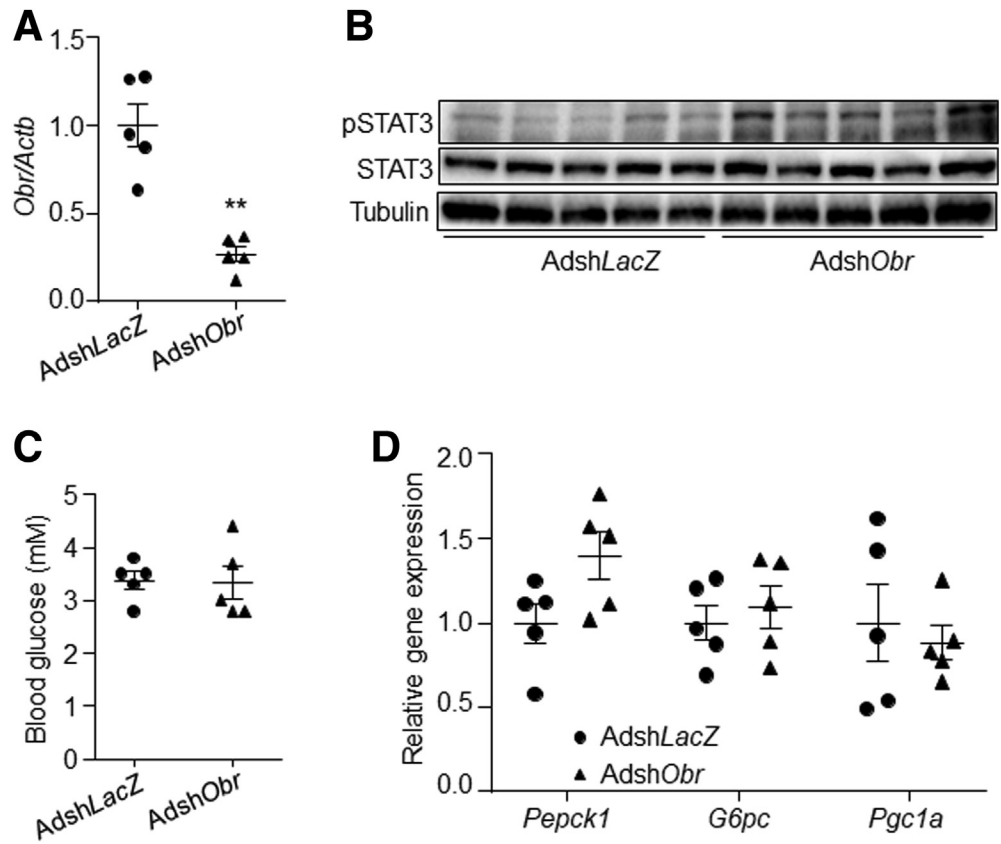 A
1.5
1.0
0.5
0.0
Obr/Actb
**
AdshLacZ
AdshObr
B
pSTAT3
STAT3
Tubulin
AdshLacZ
AdshObr
C
5
4
3
2
1
0
Blood glucose (mM)
AdshLacZ
AdshObr
D
2.0
1.5
1.0
0.5
0.0
Relative gene expression
AdshLacZ
AdshObr
Pepck1
G6pc
Pgc1a